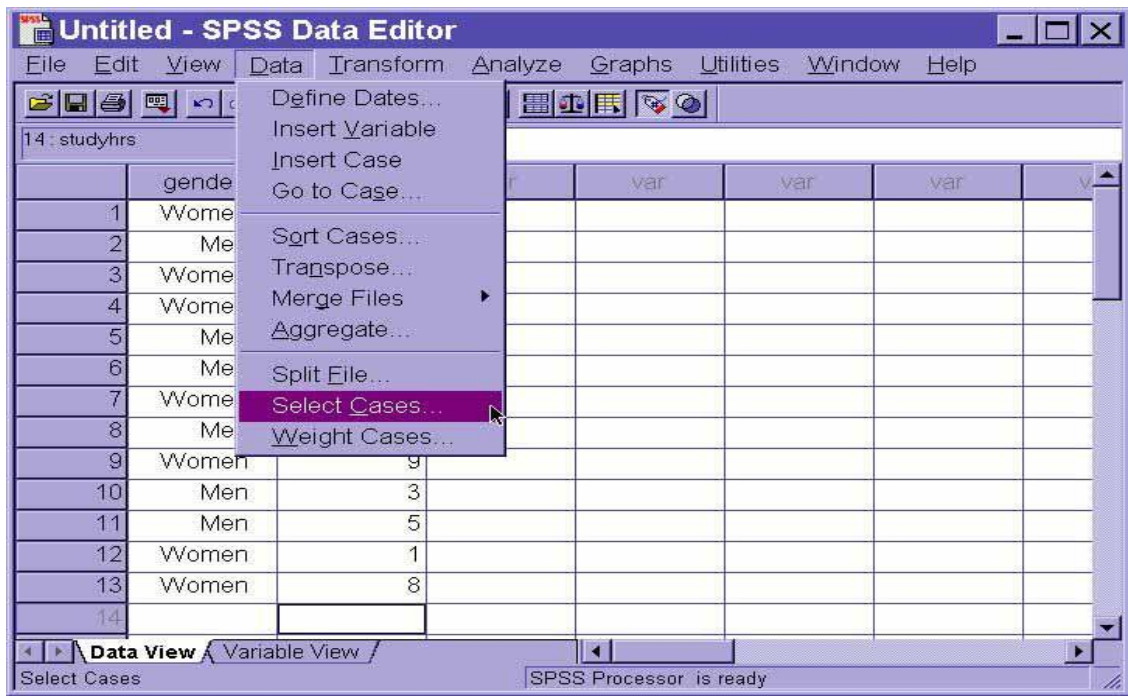 SPSS
Untitled - SPSS Data Editor
File Edit View Data Transform Analyze Graphs Utilities Window Help
14 : studyhrs
Define Dates...
Insert Variable
Insert Case
Go to Case...
Sort Cases...
Transpose...
Merge Files
Aggregate...
Split File...
Select Cases...
Weight Cases...
gende r var var var v
1 Wome
2 Me
3 Wome
4 Wome
5 Me
6 Me
7 Wome
8 Me
9 Women 9
10 Men 3
11 Men 5
12 Women 1
13 Women 8
14
Data View Variable View
Select Cases SPSS Processor is ready